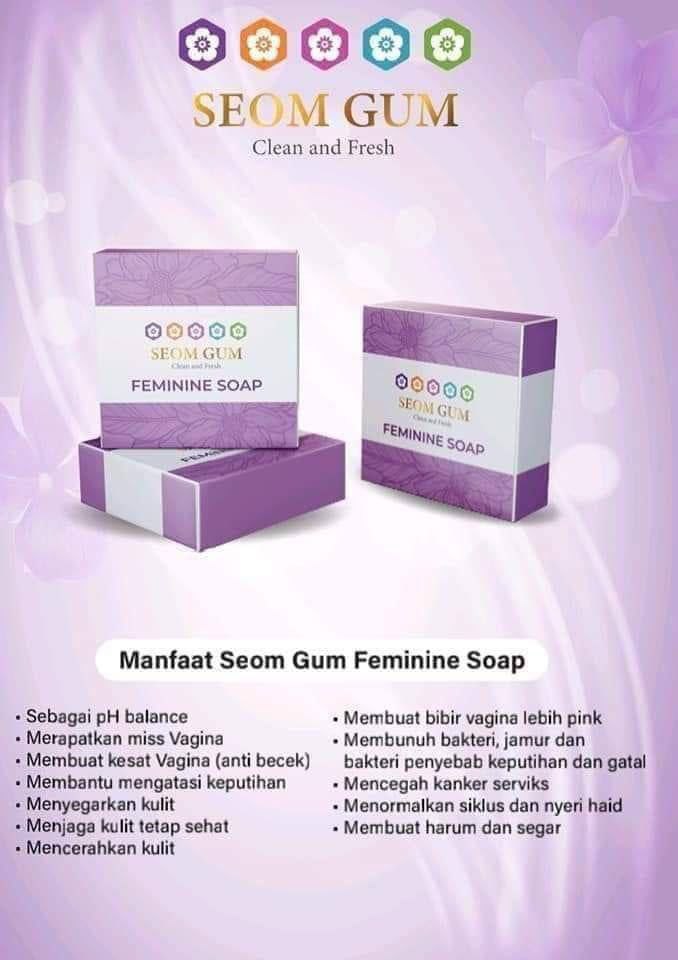 SEOM GUM
Clean and Fresh
SEOM GUM
Clean and Fresh
FEMININE SOAP
SEOM GUM
Clean and Fresh
FEMININE SOAP
Manfaat Seom Gum Feminine Soap
• Sebagai pH balance
• Merapatkan miss Vagina
• Membuat kesat Vagina (anti becek)
• Membantu mengatasi keputihan
• Menyegarkan kulit
• Menjaga kulit tetap sehat
• Mencerahkan kulit
• Membuat bibir vagina lebih pink
• Membunuh bakteri, jamur dan
bakteri penyebab keputihan dan gatal
• Mencegah kanker serviks
• Menormalkan siklus dan nyeri haid
• Membuat harum dan segar